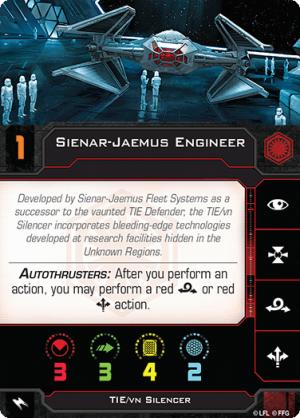 1
Sienar-Jaemus Engineer
Developed by Sienar-Jaemus Fleet Systems as a
successor to the vaunted TIE Defender, the TIE/vn
Silencer incorporates bleeding-edge technologies
developed at research facilities hidden in the
Unknown Regions.
Autothrusters: After you perform an
action, you may perform a red or red
action.
3 3 4 2
TIE/vn Silencer
©LFL ©FFG